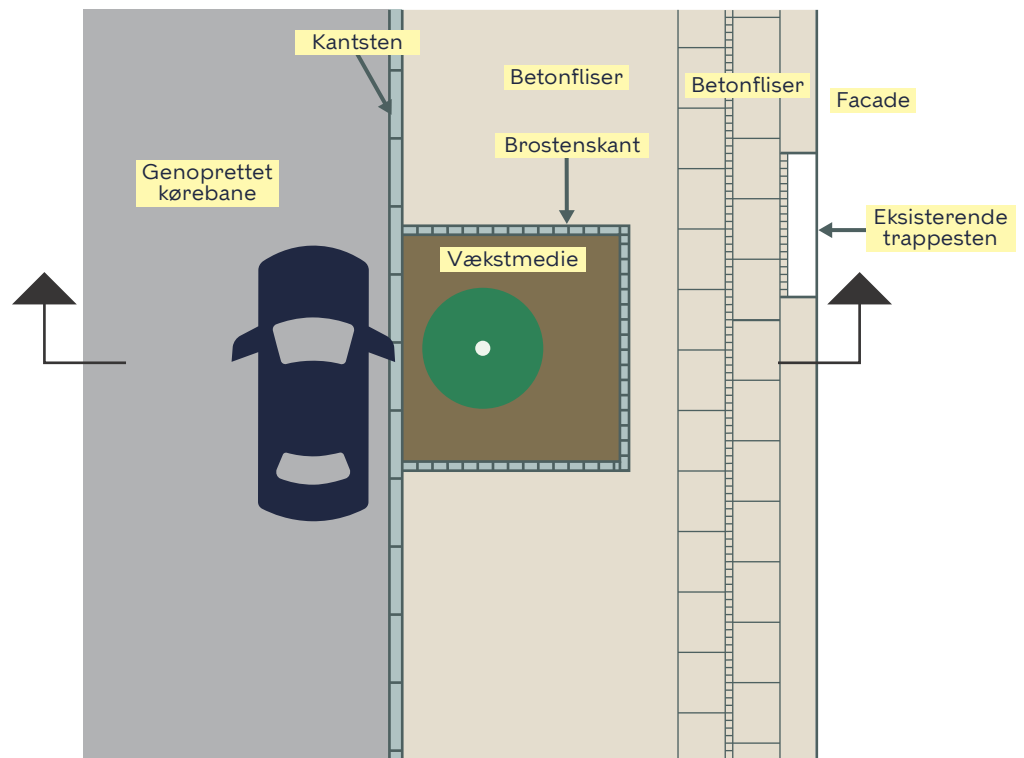 Kantsten
Betonfliser
Betonfliser
Facade
Brostenskant
Genoprettet
kørebane
Eksisterende
trappesten
Vækstmedie